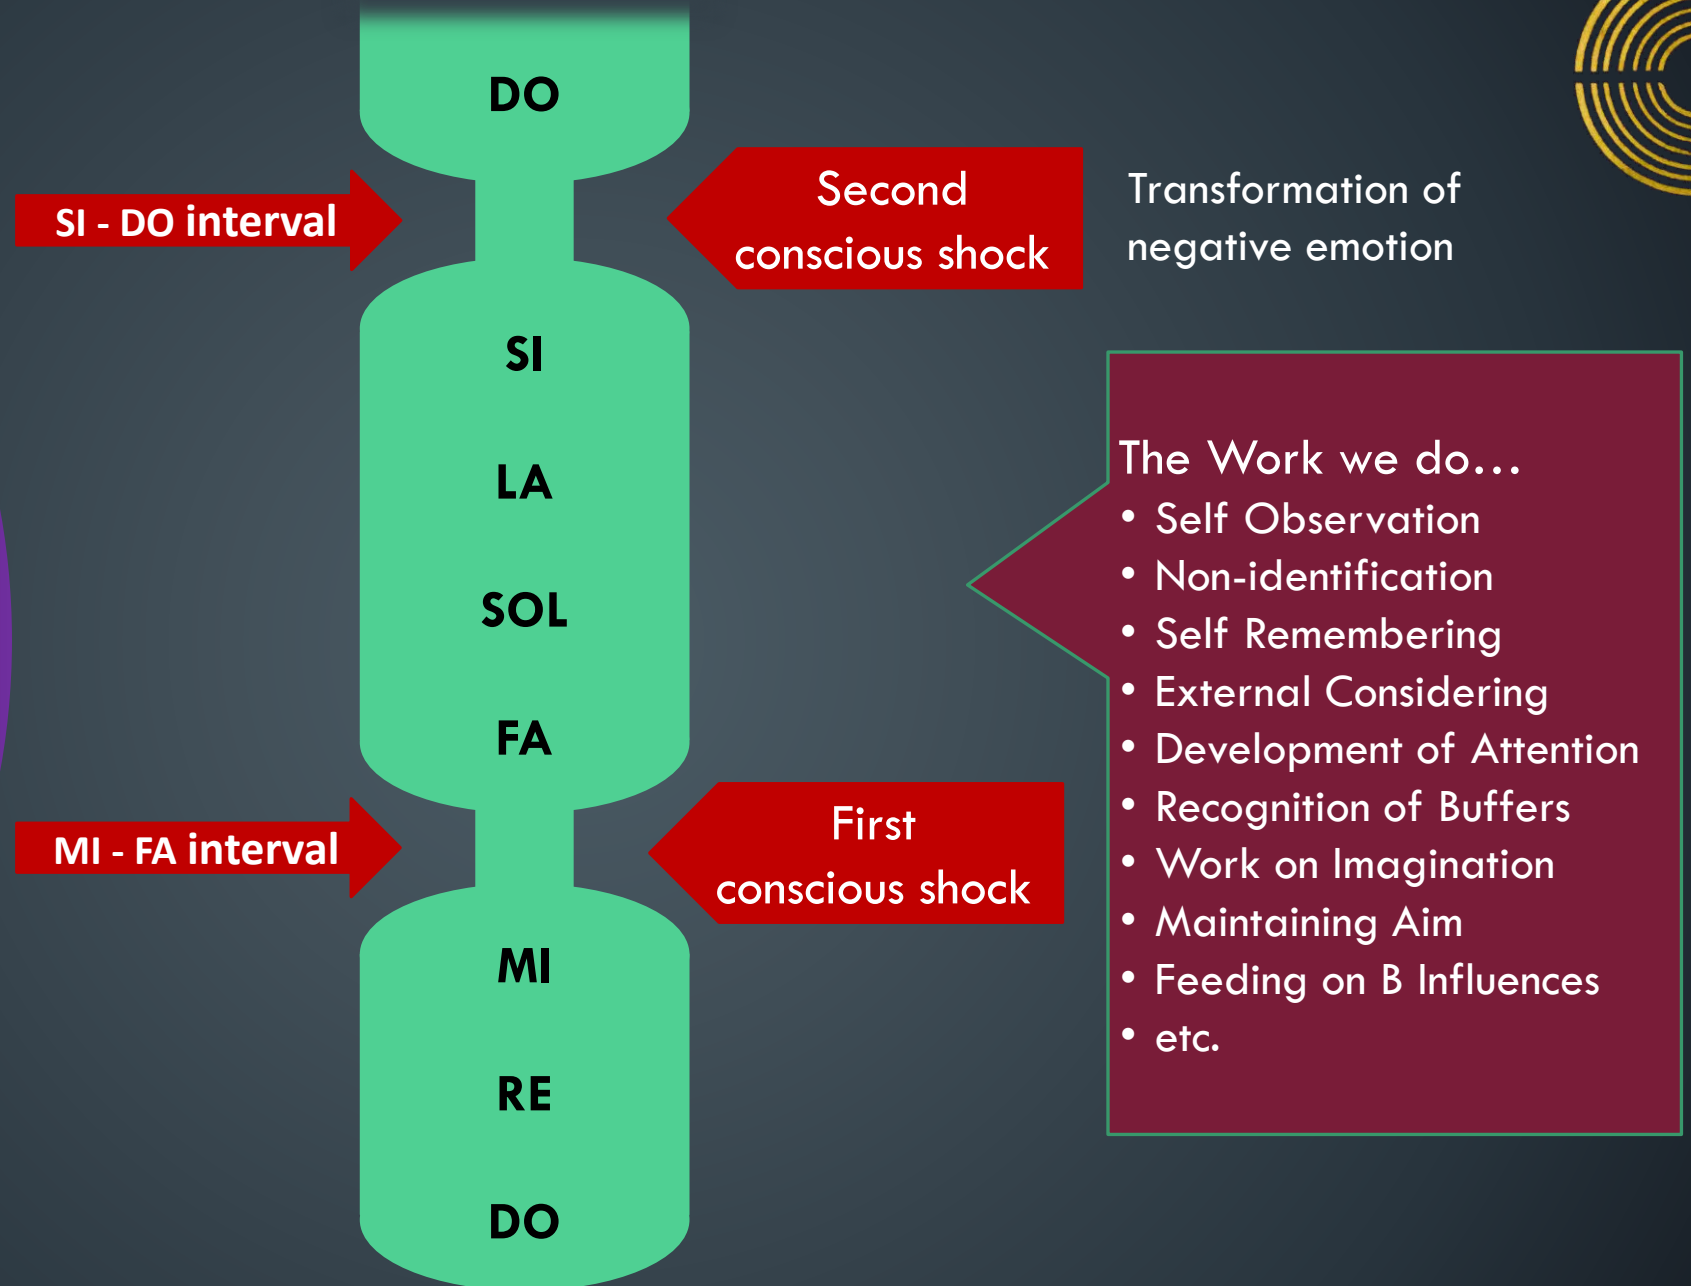 DO
SI - DO interval
Second
conscious shock
Transformation of
negative emotion
SI
LA
SOL
FA
MI - FA interval
First
conscious shock
MI
RE
DO
The Work we do…
• Self Observation
• Non-identification
• Self Remembering
• External Considering
• Development of Attention
• Recognition of Buffers
• Work on Imagination
• Maintaining Aim
• Feeding on B Influences
• etc.